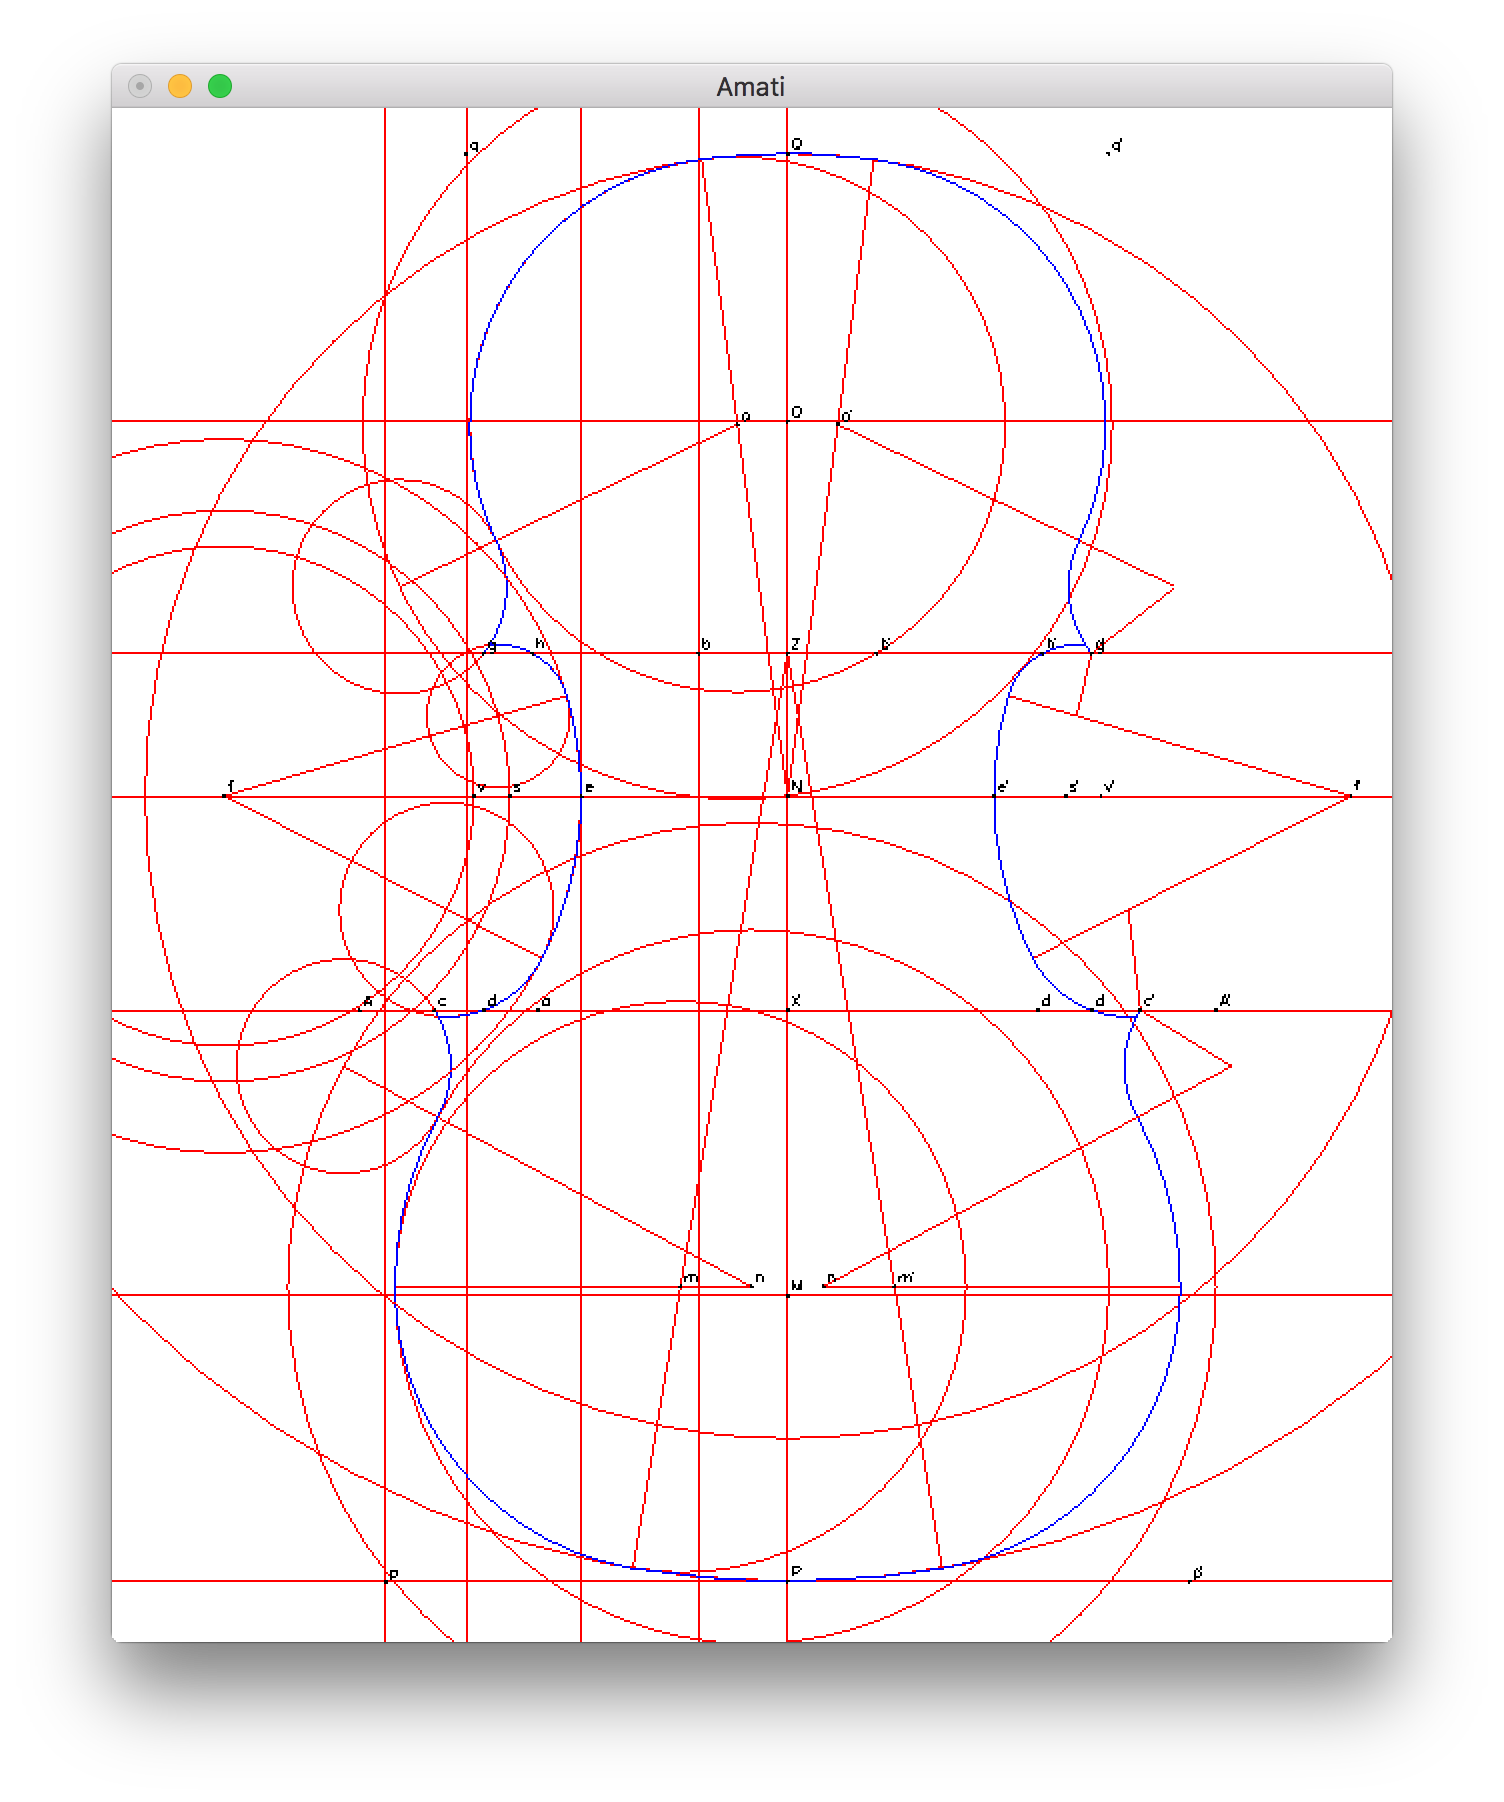 Amati
q Q q'
o O o'
g h b Z b' h' g'
f v s e N e' s' v' f'
A c d X d c' A'
m n m'
p P p'